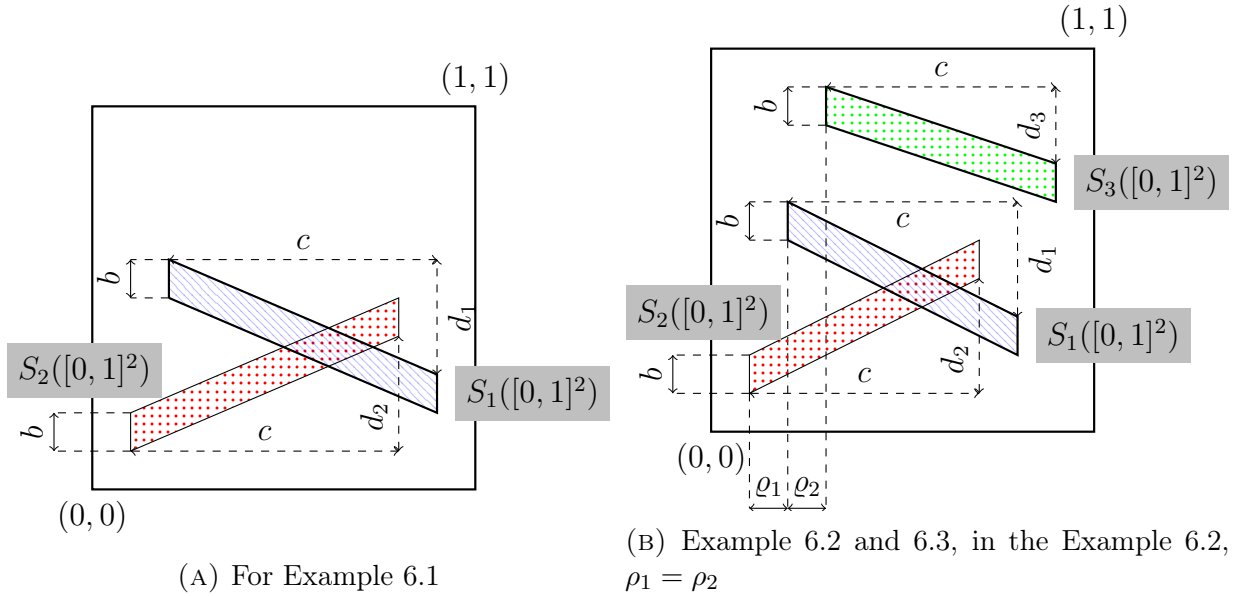 (1, 1)
c
b
d₁
S₂([0, 1]²)
S₁([0, 1]²)
b
d₂
c
(0, 0)
(A) For Example 6.1
(1, 1)
c
b
d₃
S₃([0, 1]²)
b
c
d₁
S₂([0, 1]²)
S₁([0, 1]²)
b
d₂
c
(0, 0)
ϱ₁ ϱ₂
(B) Example 6.2 and 6.3, in the Example 6.2,
ρ₁ = ρ₂